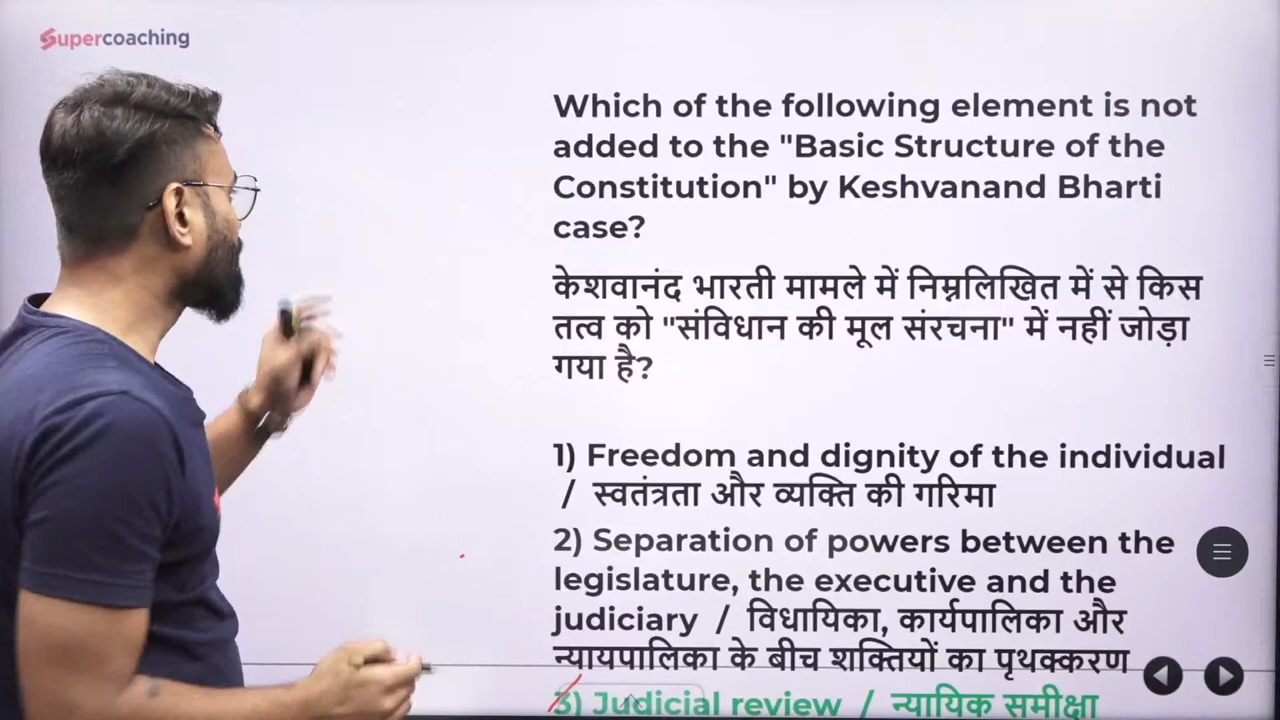 Supercoaching
Which of the following element is not
added to the "Basic Structure of the
Constitution" by Keshvanand Bharti
case?
केशवानंद भारती मामले में निम्नलिखित में से किस
तत्व को "संविधान की मूल संरचना" में नहीं जोड़ा
गया है?
1) Freedom and dignity of the individual
/ स्वतंत्रता और व्यक्ति की गरिमा
2) Separation of powers between the
legislature, the executive and the
judiciary / विधायिका, कार्यपालिका और
न्यायपालिका के बीच शक्तियों का पृथक्करण
3) Judicial review / न्यायिक समीक्षा